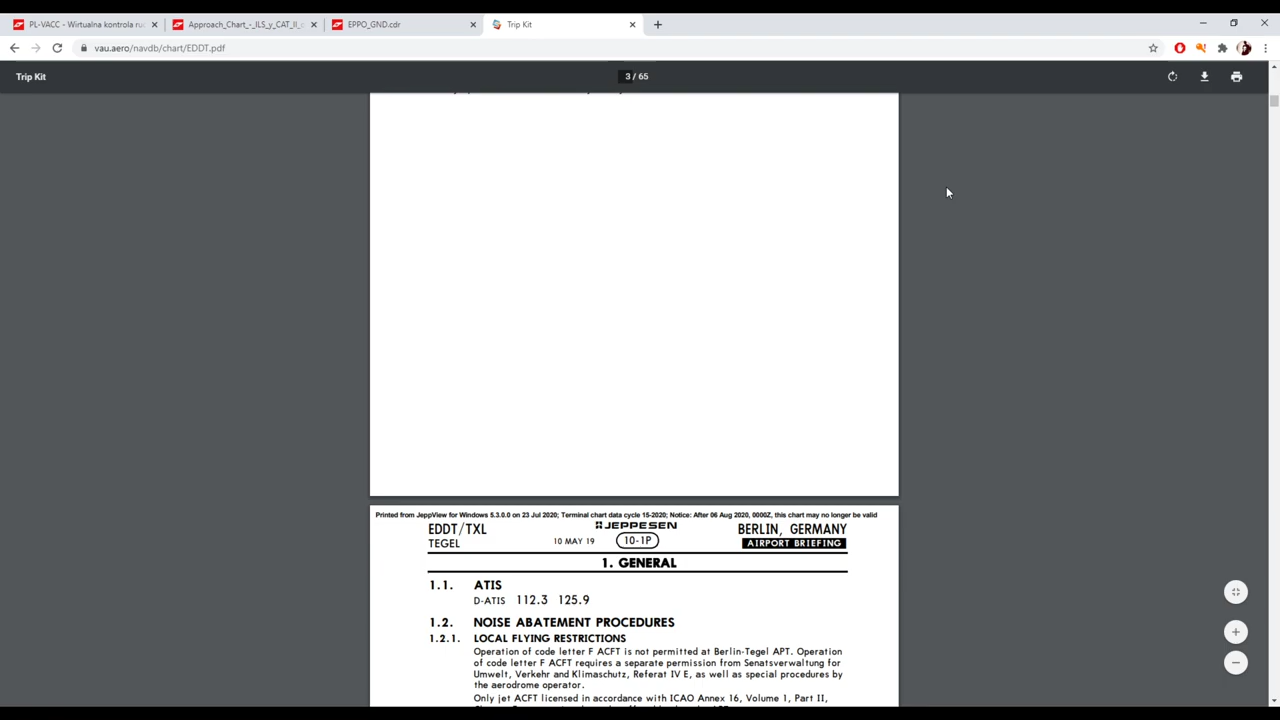 PL-VACC - Wirtualna kontrola ruc
Approach_Chart_-_ILS_y_CAT_II_o
EPPO_GND.cdr
Trip Kit
vau.aero/navdb/chart/EDDT.pdf
Trip Kit
3 / 65
Printed from JeppView for Windows 5.3.0.0 on 23 Jul 2020; Terminal chart data cycle 15-2020; Notice: After 06 Aug 2020, 0000Z, this chart may no longer be valid
EDDT/TXL JEPPESEN BERLIN, GERMANY
TEGEL 10 MAY 19 10-1P AIRPORT BRIEFING
1. GENERAL
1.1. ATIS
D-ATIS 112.3 125.9
1.2. NOISE ABATEMENT PROCEDURES
1.2.1. LOCAL FLYING RESTRICTIONS
Operation of code letter F ACFT is not permitted at Berlin-Tegel APT. Operation
of code letter F ACFT requires a separate permission from Senatsverwaltung for
Umwelt, Verkehr and Klimaschutz, Referat IV E, as well as special procedures by
the aerodrome operator.
Only jet ACFT licensed in accordance with ICAO Annex 16, Volume 1, Part II,